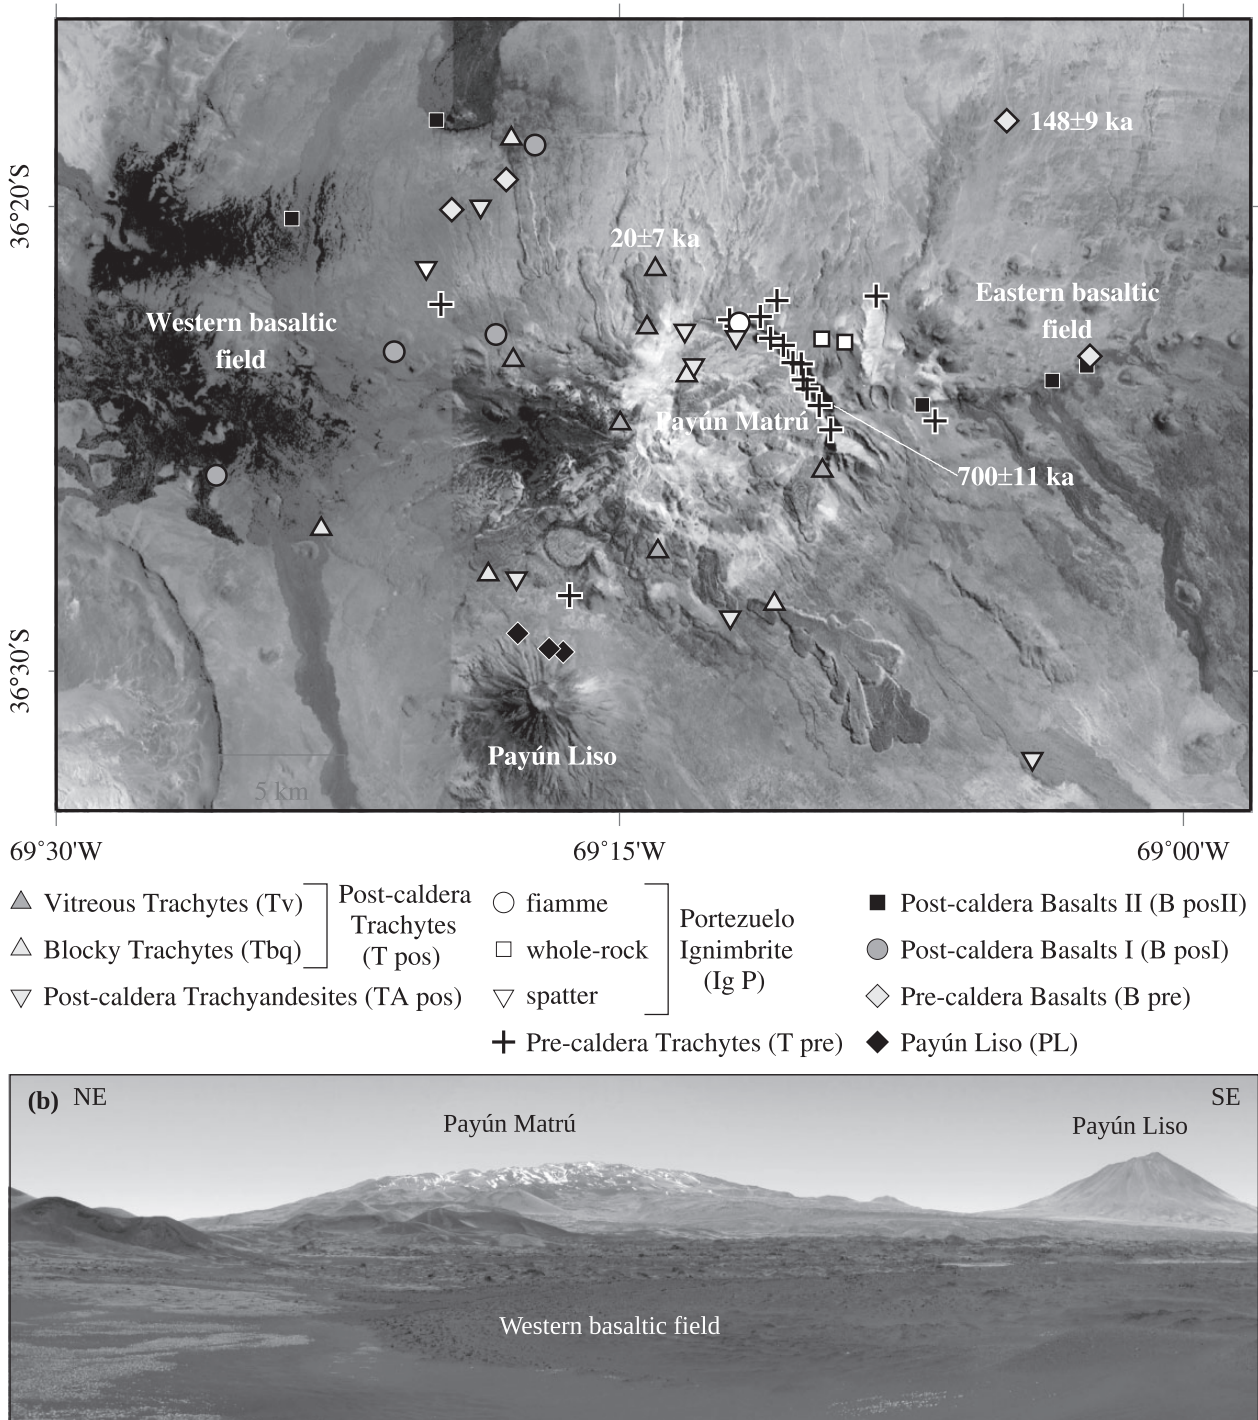 148±9 ka
36°20'S
20±7 ka
Eastern basaltic
field
Western basaltic
field
Payún Matrú
700±11 ka
36°30'S
Payún Liso
5 km
69°30'W
69°15'W
69°00'W
Vitreous Trachytes (Tv)
Blocky Trachytes (Tbq)
Post-caldera
Trachytes
(T pos)
Post-caldera Trachyandesites (TA pos)
fiamme
whole-rock
spatter
Portezuelo
Ignimbrite
(Ig P)
Pre-caldera Trachytes (T pre)
Post-caldera Basalts II (B posII)
Post-caldera Basalts I (B posI)
Pre-caldera Basalts (B pre)
Payún Liso (PL)
(b) NE
SE
Payún Matrú
Payún Liso
Western basaltic field